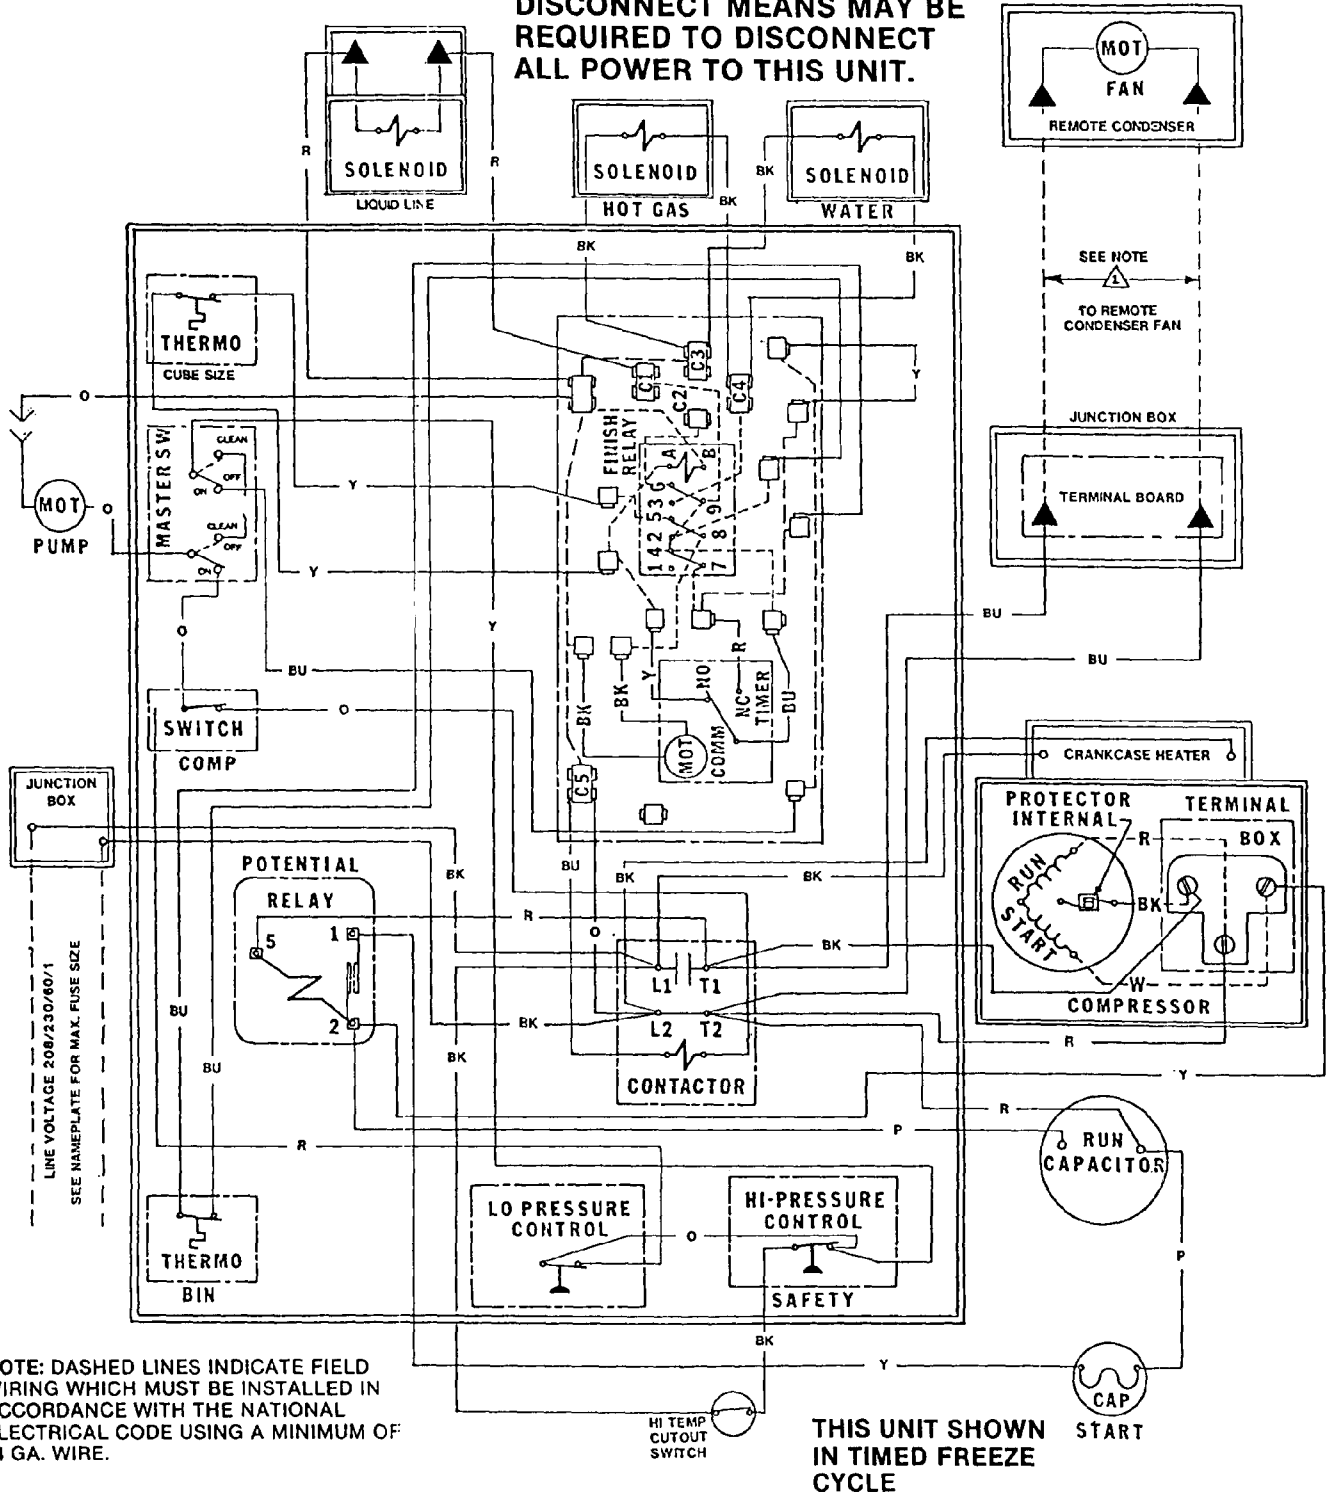 DISCONNECT MEANS MAY BE
REQUIRED TO DISCONNECT
ALL POWER TO THIS UNIT.
MOT
FAN
REMOTE CONDENSER
SOLENOID
LIQUID LINE
SOLENOID
HOT GAS
SOLENOID
WATER
R
R
BK
BK
BK
BK
SEE NOTE
1
TO REMOTE
CONDENSER FAN
THERMO
CUBE SIZE
O
C1
C3
C2
C4
Y
JUNCTION BOX
TERMINAL BOARD
MASTER SW
CLEAN
OFF
ON
CLEAN
OFF
ON
FINISH
RELAY
A
B
6
9
5 3
8
4 2
1
7
Y
Y
Y
MOT
PUMP
O
O
BU
BU
BU
SWITCH
COMP
O
BK
BK
Y
NO
R
NC
TIMER
BU
MOT
COMM
C5
JUNCTION
BOX
CRANKCASE HEATER
PROTECTOR
INTERNAL
TERMINAL
BOX
RUN
START
R
BK
W
COMPRESSOR
POTENTIAL
RELAY
5
1
2
BK
BU
BK
BK
R
O
BK
L1
T1
L2
T2
CONTACTOR
BK
BK
BU
BU
R
Y
LINE VOLTAGE 208/230/60/1
SEE NAMEPLATE FOR MAX. FUSE SIZE
R
P
R
RUN
CAPACITOR
LO PRESSURE
CONTROL
O
HI-PRESSURE
CONTROL
SAFETY
THERMO
BIN
P
BK
Y
CAP
START
HI TEMP
CUTOUT
SWITCH
OTE: DASHED LINES INDICATE FIELD
WIRING WHICH MUST BE INSTALLED IN
ACCORDANCE WITH THE NATIONAL
ELECTRICAL CODE USING A MINIMUM OF
GA. WIRE.
THIS UNIT SHOWN
IN TIMED FREEZE
CYCLE